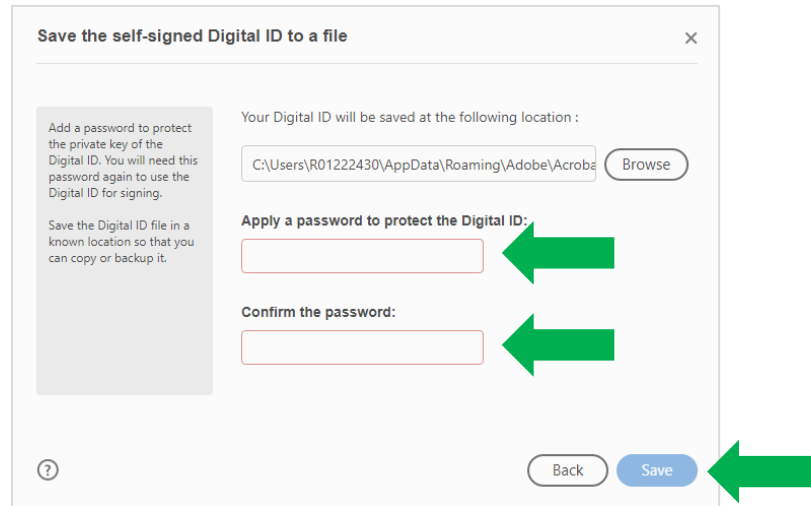 Save the self-signed Digital ID to a file
Add a password to protect
the private key of the
Digital ID. You will need this
password again to use the
Digital ID for signing.
Save the Digital ID file in a
known location so that you
can copy or backup it.
Your Digital ID will be saved at the following location :
C:\Users\R01222430\AppData\Roaming\Adobe\Acroba
Browse
Apply a password to protect the Digital ID:
Confirm the password:
?
Back
Save